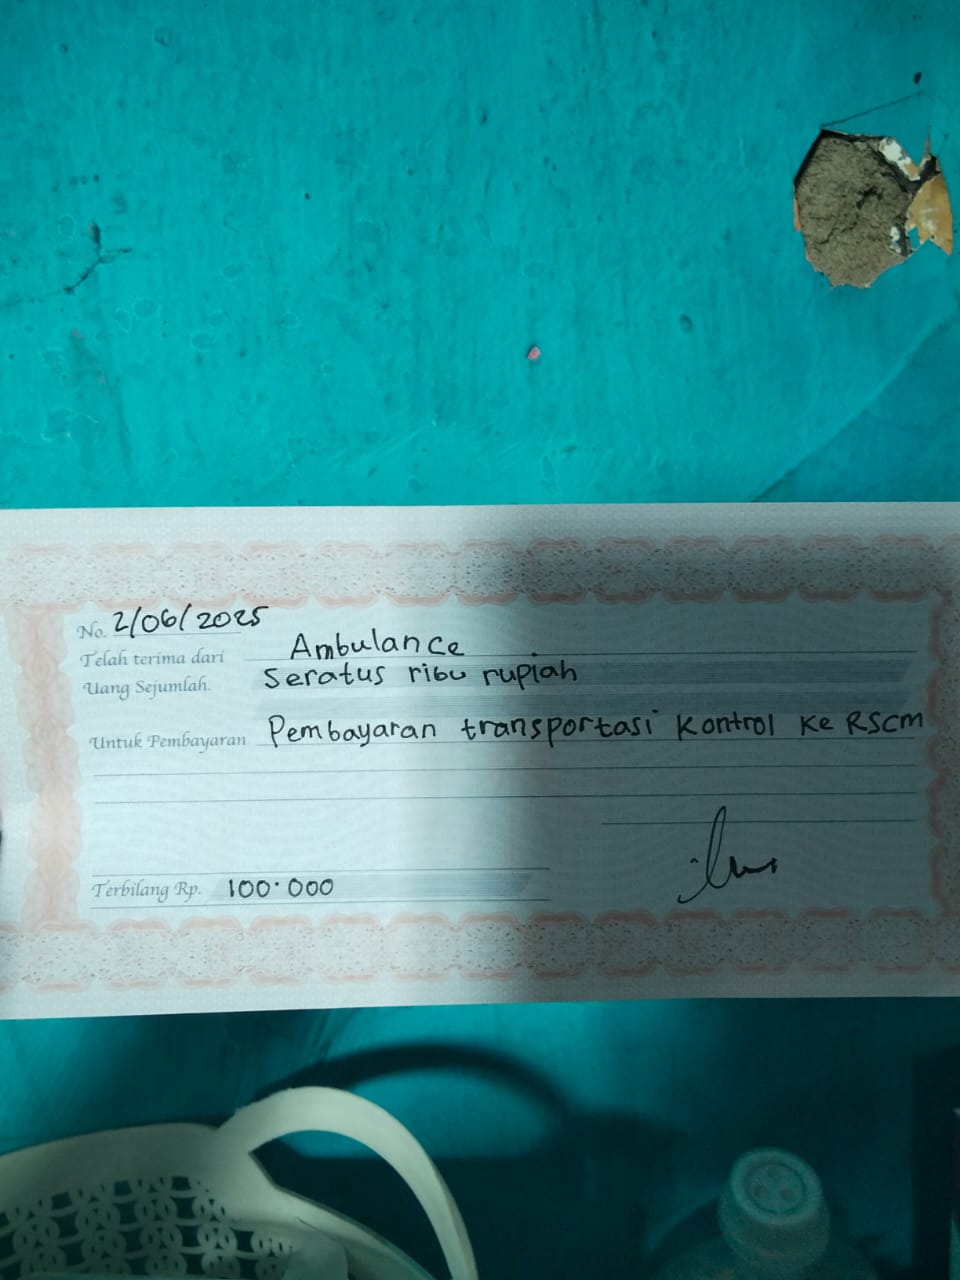 No. 2/06/2025
Telah terima dari Ambulance
Uang Sejumlah. Seratus ribu rupiah
Untuk Pembayaran Pembayaran transportasi Kontrol ke RSCM
Terbilang Rp. 100.000